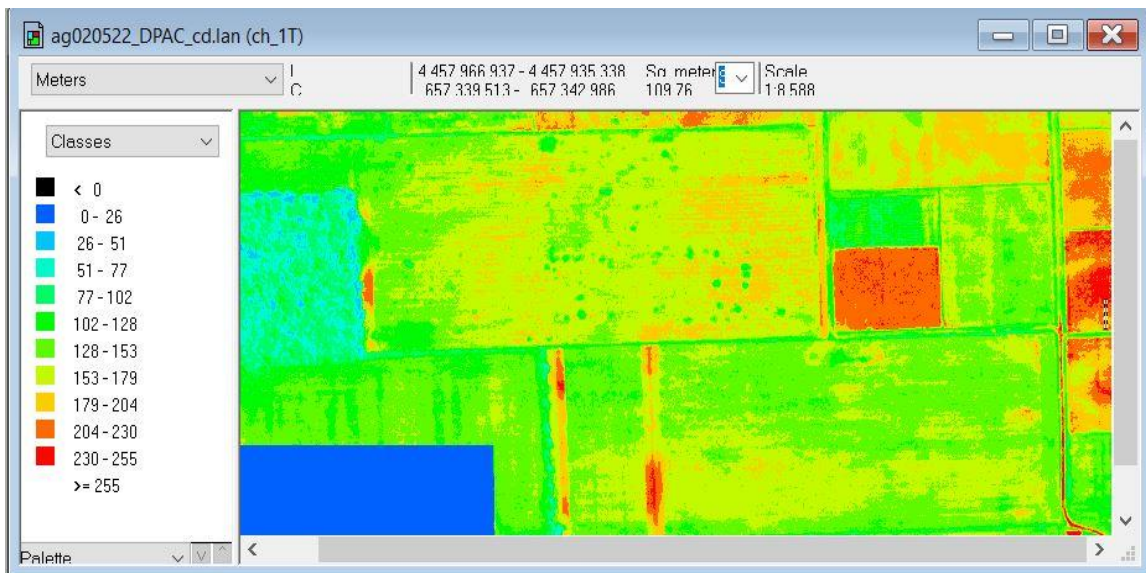 ag020522_DPAC_cd.lan (ch_1T)
Meters
4 457 966.937 - 4 457 935.338
657 339.513 - 657 342.986
Sq. meter
109.76
Scale
1:8 588
Classes
< 0
0 - 26
26 - 51
51 - 77
77 - 102
102 - 128
128 - 153
153 - 179
179 - 204
204 - 230
230 - 255
>= 255
Palette